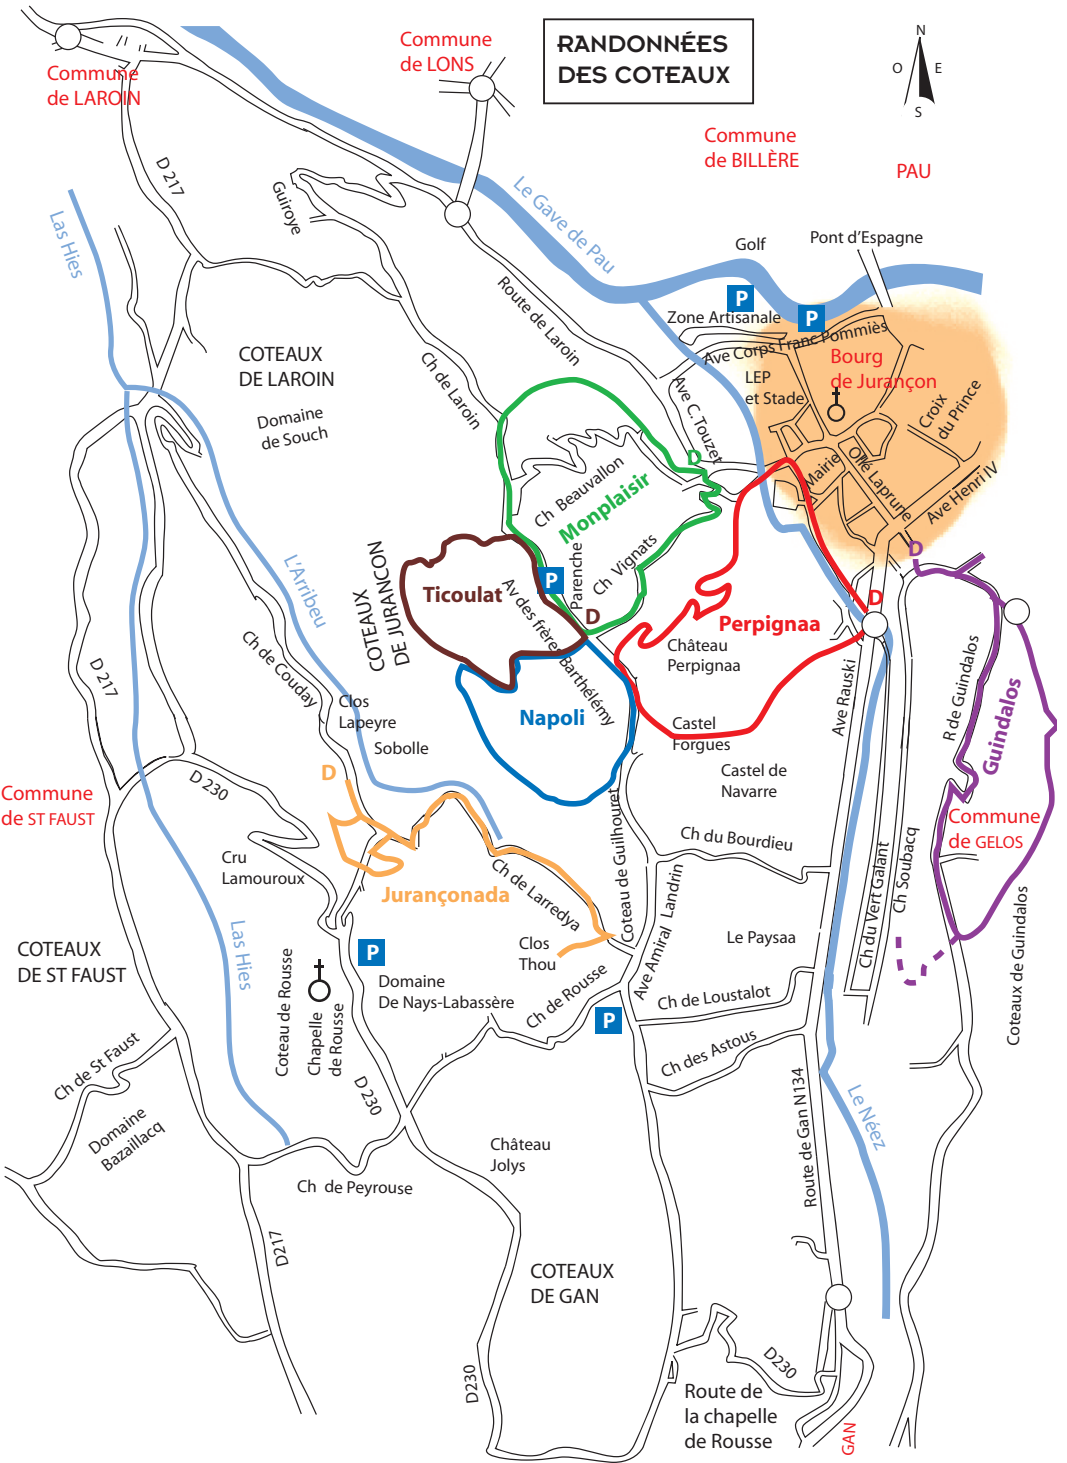 RANDONNÉES
DES COTEAUX
N
O
E
S
Commune
de LAROIN
Commune
de LONS
Commune
de BILLÈRE
PAU
D 217
Guiroye
Las Hies
Le Gave de Pau
Golf
Pont d'Espagne
P
P
Zone Artisanale
Ave Corps Franc Pommiès
Route de Laroin
Bourg
de Jurançon
LEP
et Stade
Croix
du Prince
COTEAUX
DE LAROIN
Ch de Laroin
Ave C. Touzet
Domaine
de Souch
Mairie
Ollé Laprune
Ave Henri IV
D
Ch Beauvallon
Monplaisir
Ch Vignats
Parenche
P
L'Arribeu
COTEAUX
DE JURANCON
Ticoulat
Av des frères Barthélémy
D
D
D
Perpignaa
Château
Perpignaa
Ch de Couday
D 217
Clos
Lapeyre
Sobolle
Napoli
Castel
Forgues
Ave Rauski
R de Guindalos
Guindalos
Castel de
Navarre
D
D 230
Commune
de ST FAUST
Commune
de GELOS
Coteau de Guilhouret
Ch du Bourdieu
Cru
Lamouroux
Jurançonada
Ch de Larredya
Ave Amiral Landrin
Ch du Vert Galant
Ch Soubacq
Coteaux de Guindalos
COTEAUX
DE ST FAUST
Las Hies
P
Clos
Thou
Le Paysaa
Coteau de Rousse
Chapelle
de Rousse
Domaine
De Nays-Labassère
Ch de Rousse
P
Ch de Loustalot
Ch des Astous
Ch de St Faust
Domaine
Bazaillacq
D 230
Route de Gan N134
Le Néez
Château
Jolys
Ch de Peyrouse
D217
COTEAUX
DE GAN
D230
D230
Route de
la chapelle
de Rousse
GAN